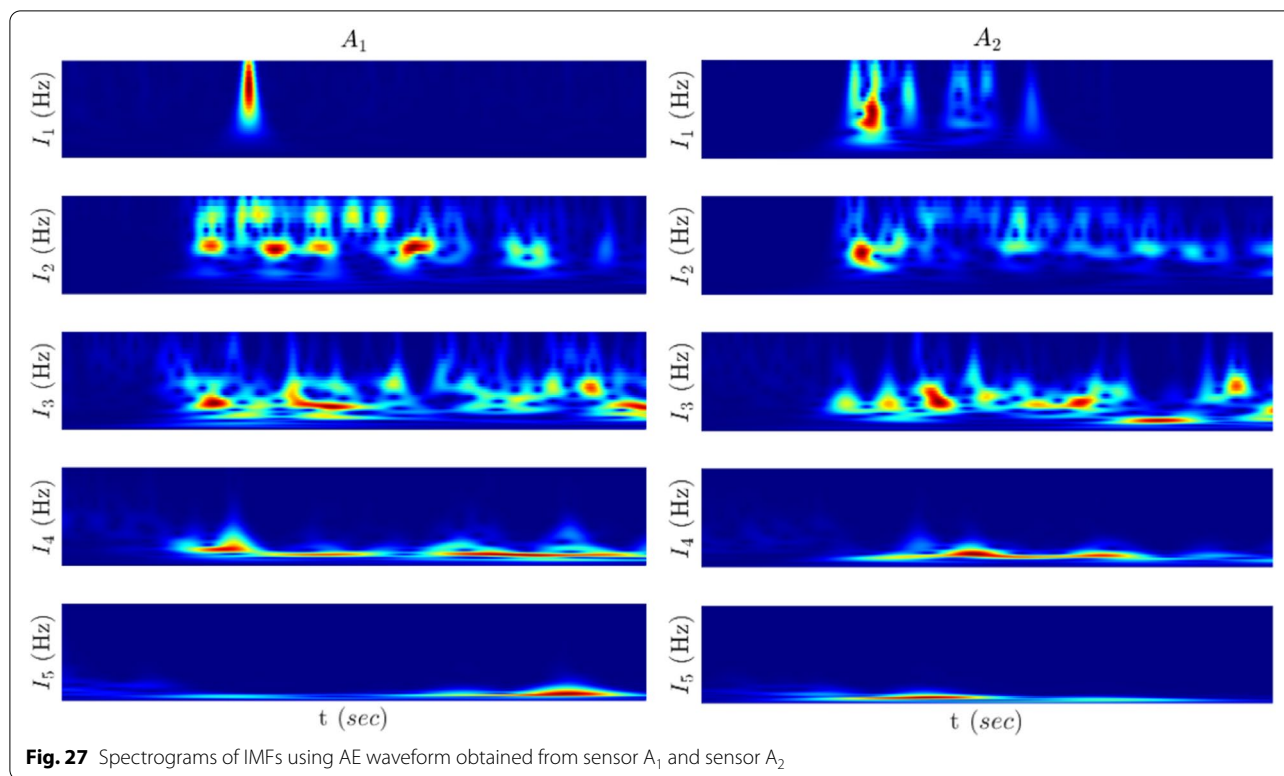 A₁
I₁ (Hz)
I₂ (Hz)
I₃ (Hz)
I₄ (Hz)
I₅ (Hz)
t (sec)
A₂
I₁ (Hz)
I₂ (Hz)
I₃ (Hz)
I₄ (Hz)
I₅ (Hz)
t (sec)
Fig. 27 Spectrograms of IMFs using AE waveform obtained from sensor A₁ and sensor A₂